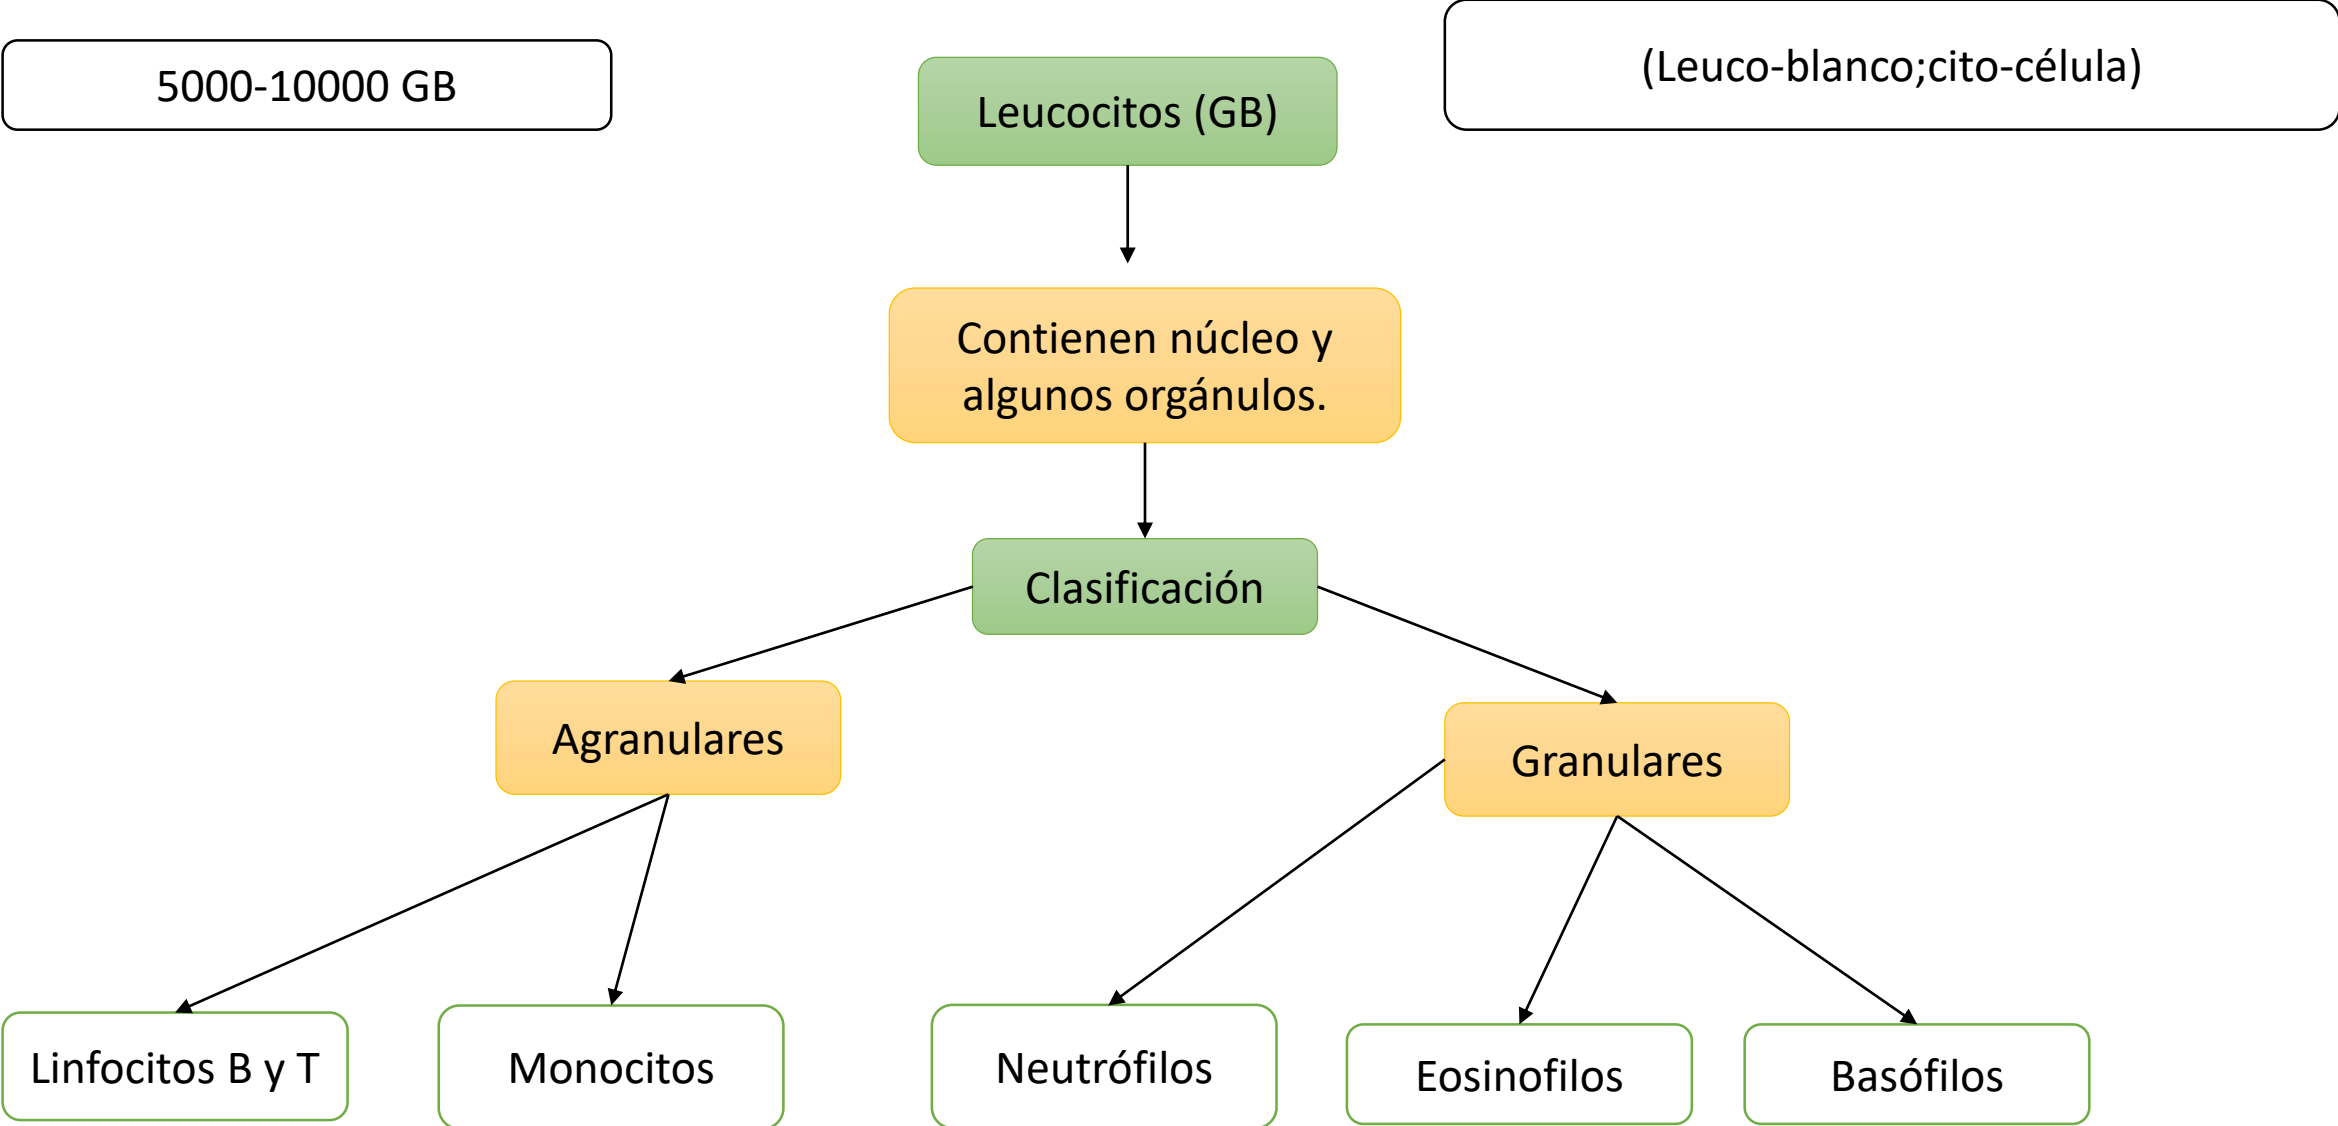 5000-10000 GB
Leucocitos (GB)
(Leuco-blanco;cito-célula)
Contienen núcleo y
algunos orgánulos.
Clasificación
Agranulares
Granulares
Linfocitos B y T
Monocitos
Neutrófilos
Eosinofilos
Basófilos